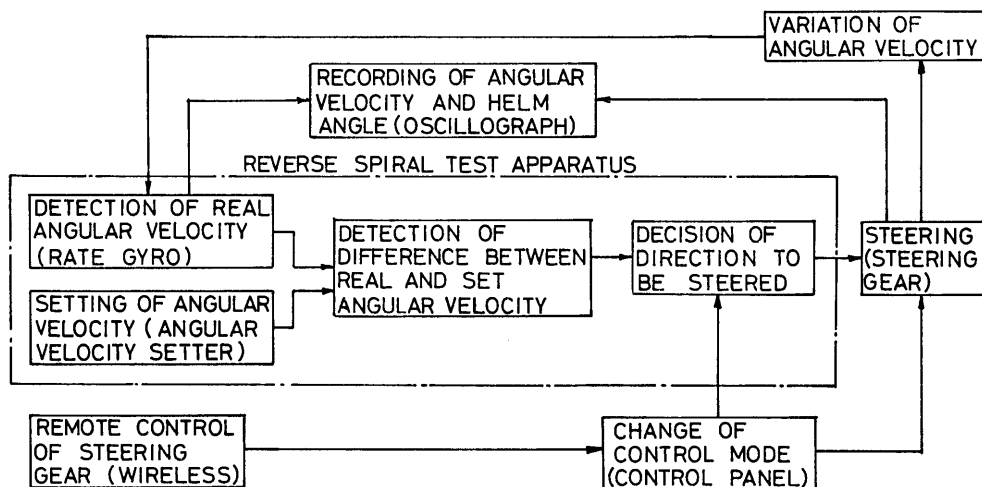 VARIATION OF
ANGULAR VELOCITY
RECORDING OF ANGULAR
VELOCITY AND HELM
ANGLE (OSCILLOGRAPH)
REVERSE SPIRAL TEST APPARATUS
DETECTION OF REAL
ANGULAR VELOCITY
(RATE GYRO)
DETECTION OF
DIFFERENCE BETWEEN
REAL AND SET
ANGULAR VELOCITY
DECISION OF
DIRECTION TO
BE STEERED
STEERING
(STEERING
GEAR)
SETTING OF ANGULAR
VELOCITY (ANGULAR
VELOCITY SETTER)
REMOTE CONTROL
OF STEERING
GEAR (WIRELESS)
CHANGE OF
CONTROL MODE
(CONTROL PANEL)